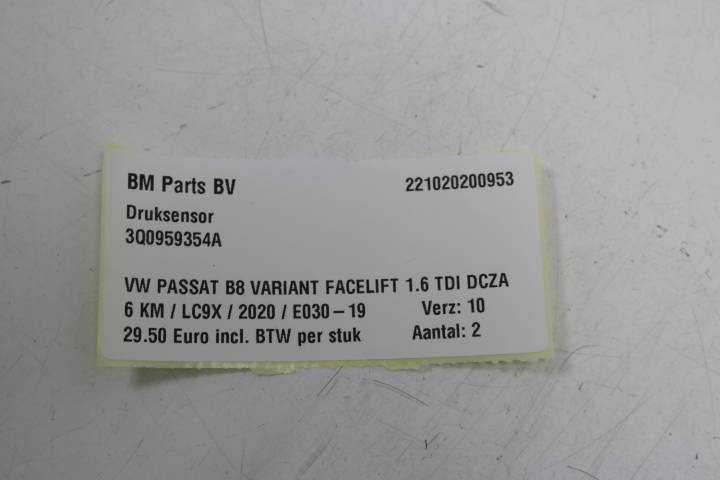 BM Parts BV 221020200953
Druksensor
3Q0959354A
VW PASSAT B8 VARIANT FACELIFT 1.6 TDI DCZA
6 KM / LC9X / 2020 / E030-19 Verz: 10
29.50 Euro incl. BTW per stuk Aantal: 2